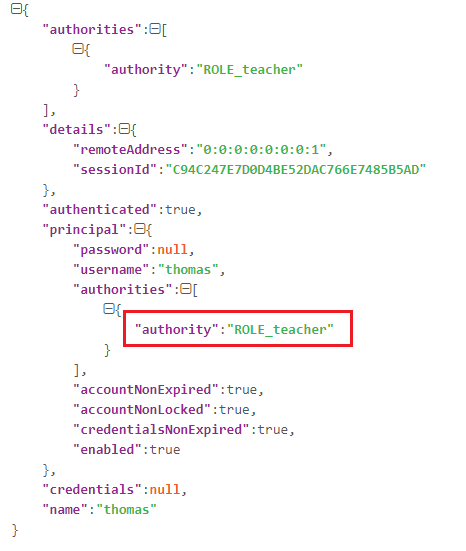 {
"authorities":[
{
"authority":"ROLE_teacher"
}
],
"details":{
"remoteAddress":"0:0:0:0:0:0:0:1",
"sessionId":"C94C247E7D0D4BE52DAC766E7485B5AD"
},
"authenticated":true,
"principal":{
"password":null,
"username":"thomas",
"authorities":[
{
"authority":"ROLE_teacher"
}
],
"accountNonExpired":true,
"accountNonLocked":true,
"credentialsNonExpired":true,
"enabled":true
},
"credentials":null,
"name":"thomas"
}